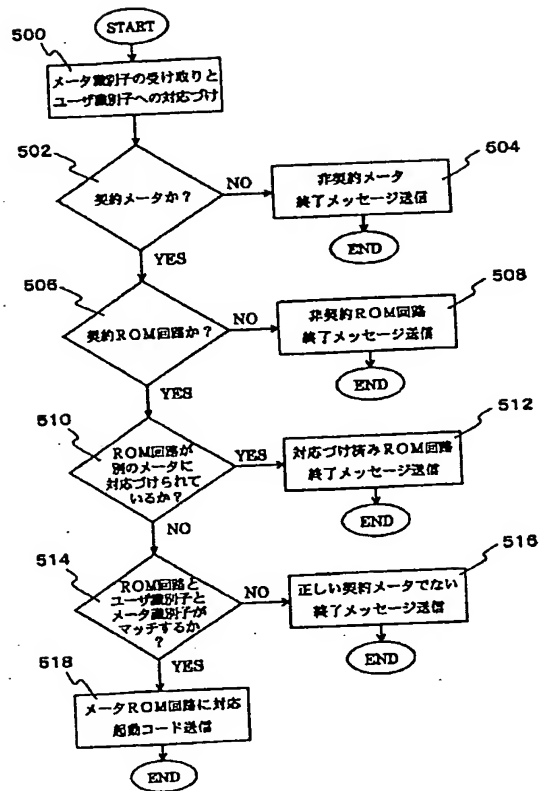 START
500
メータ識別子の受け取りと
ユーザ識別子への対応づけ
502
契約メータか?
NO
504
非契約メータ
終了メッセージ送信
END
YES
506
契約ROM回路か?
NO
508
非契約ROM回路
終了メッセージ送信
END
YES
510
ROM回路が
別のメータに
対応づけられて
いるか?
YES
512
対応づけ済みROM回路
終了メッセージ送信
END
NO
514
ROM回路と
ユーザ識別子と
メータ識別子が
マッチするか
?
NO
516
正しい契約メータでない
終了メッセージ送信
END
YES
518
メータROM回路に対応
起動コード送信
END